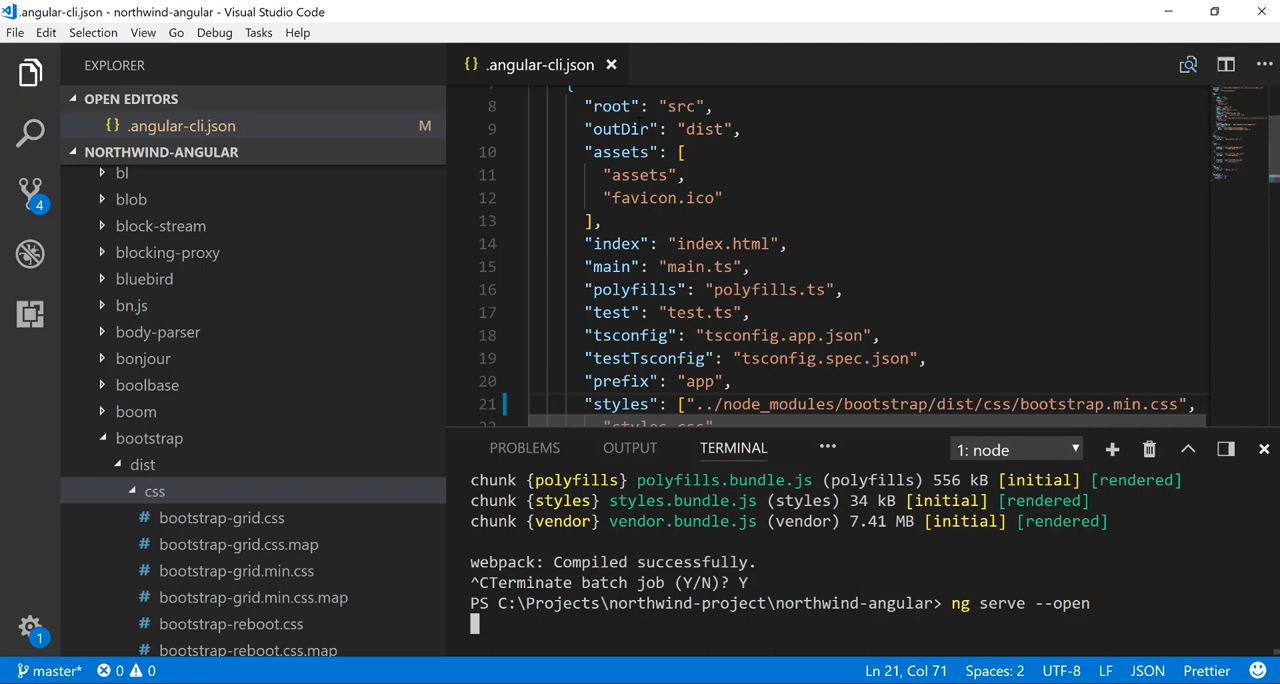 .angular-cli.json - northwind-angular - Visual Studio Code
File Edit Selection View Go Debug Tasks Help
EXPLORER
OPEN EDITORS
{} .angular-cli.json M
NORTHWIND-ANGULAR
bl
blob
block-stream
blocking-proxy
bluebird
bn.js
body-parser
bonjour
boolbase
boom
bootstrap
dist
css
# bootstrap-grid.css
# bootstrap-grid.css.map
# bootstrap-grid.min.css
# bootstrap-grid.min.css.map
# bootstrap-reboot.css
# bootstrap-reboot.css.map
4
1
{} .angular-cli.json ×
7 {
8 "root": "src",
9 "outDir": "dist",
10 "assets": [
11 "assets",
12 "favicon.ico"
13 ],
14 "index": "index.html",
15 "main": "main.ts",
16 "polyfills": "polyfills.ts",
17 "test": "test.ts",
18 "tsconfig": "tsconfig.app.json",
19 "testTsconfig": "tsconfig.spec.json",
20 "prefix": "app",
21 "styles": ["../node_modules/bootstrap/dist/css/bootstrap.min.css",
22 "styles.css"
PROBLEMS OUTPUT TERMINAL ••• 1: node
chunk {polyfills} polyfills.bundle.js (polyfills) 556 kB [initial] [rendered]
chunk {styles} styles.bundle.js (styles) 34 kB [initial] [rendered]
chunk {vendor} vendor.bundle.js (vendor) 7.41 MB [initial] [rendered]
webpack: Compiled successfully.
^CTerminate batch job (Y/N)? Y
PS C:\Projects\northwind-project\northwind-angular> ng serve --open
master* 0 0 Ln 21, Col 71 Spaces: 2 UTF-8 LF JSON Prettier